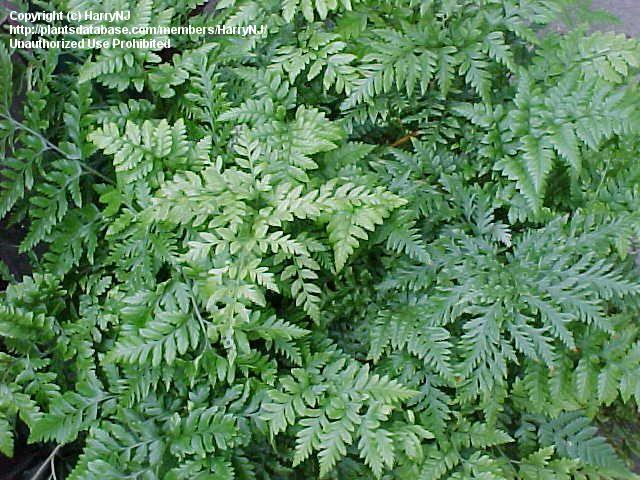 Copyright (c) HarryNJ
http://plantsdatabase.com/members/HarryNJ/
Unauthorized Use Prohibited